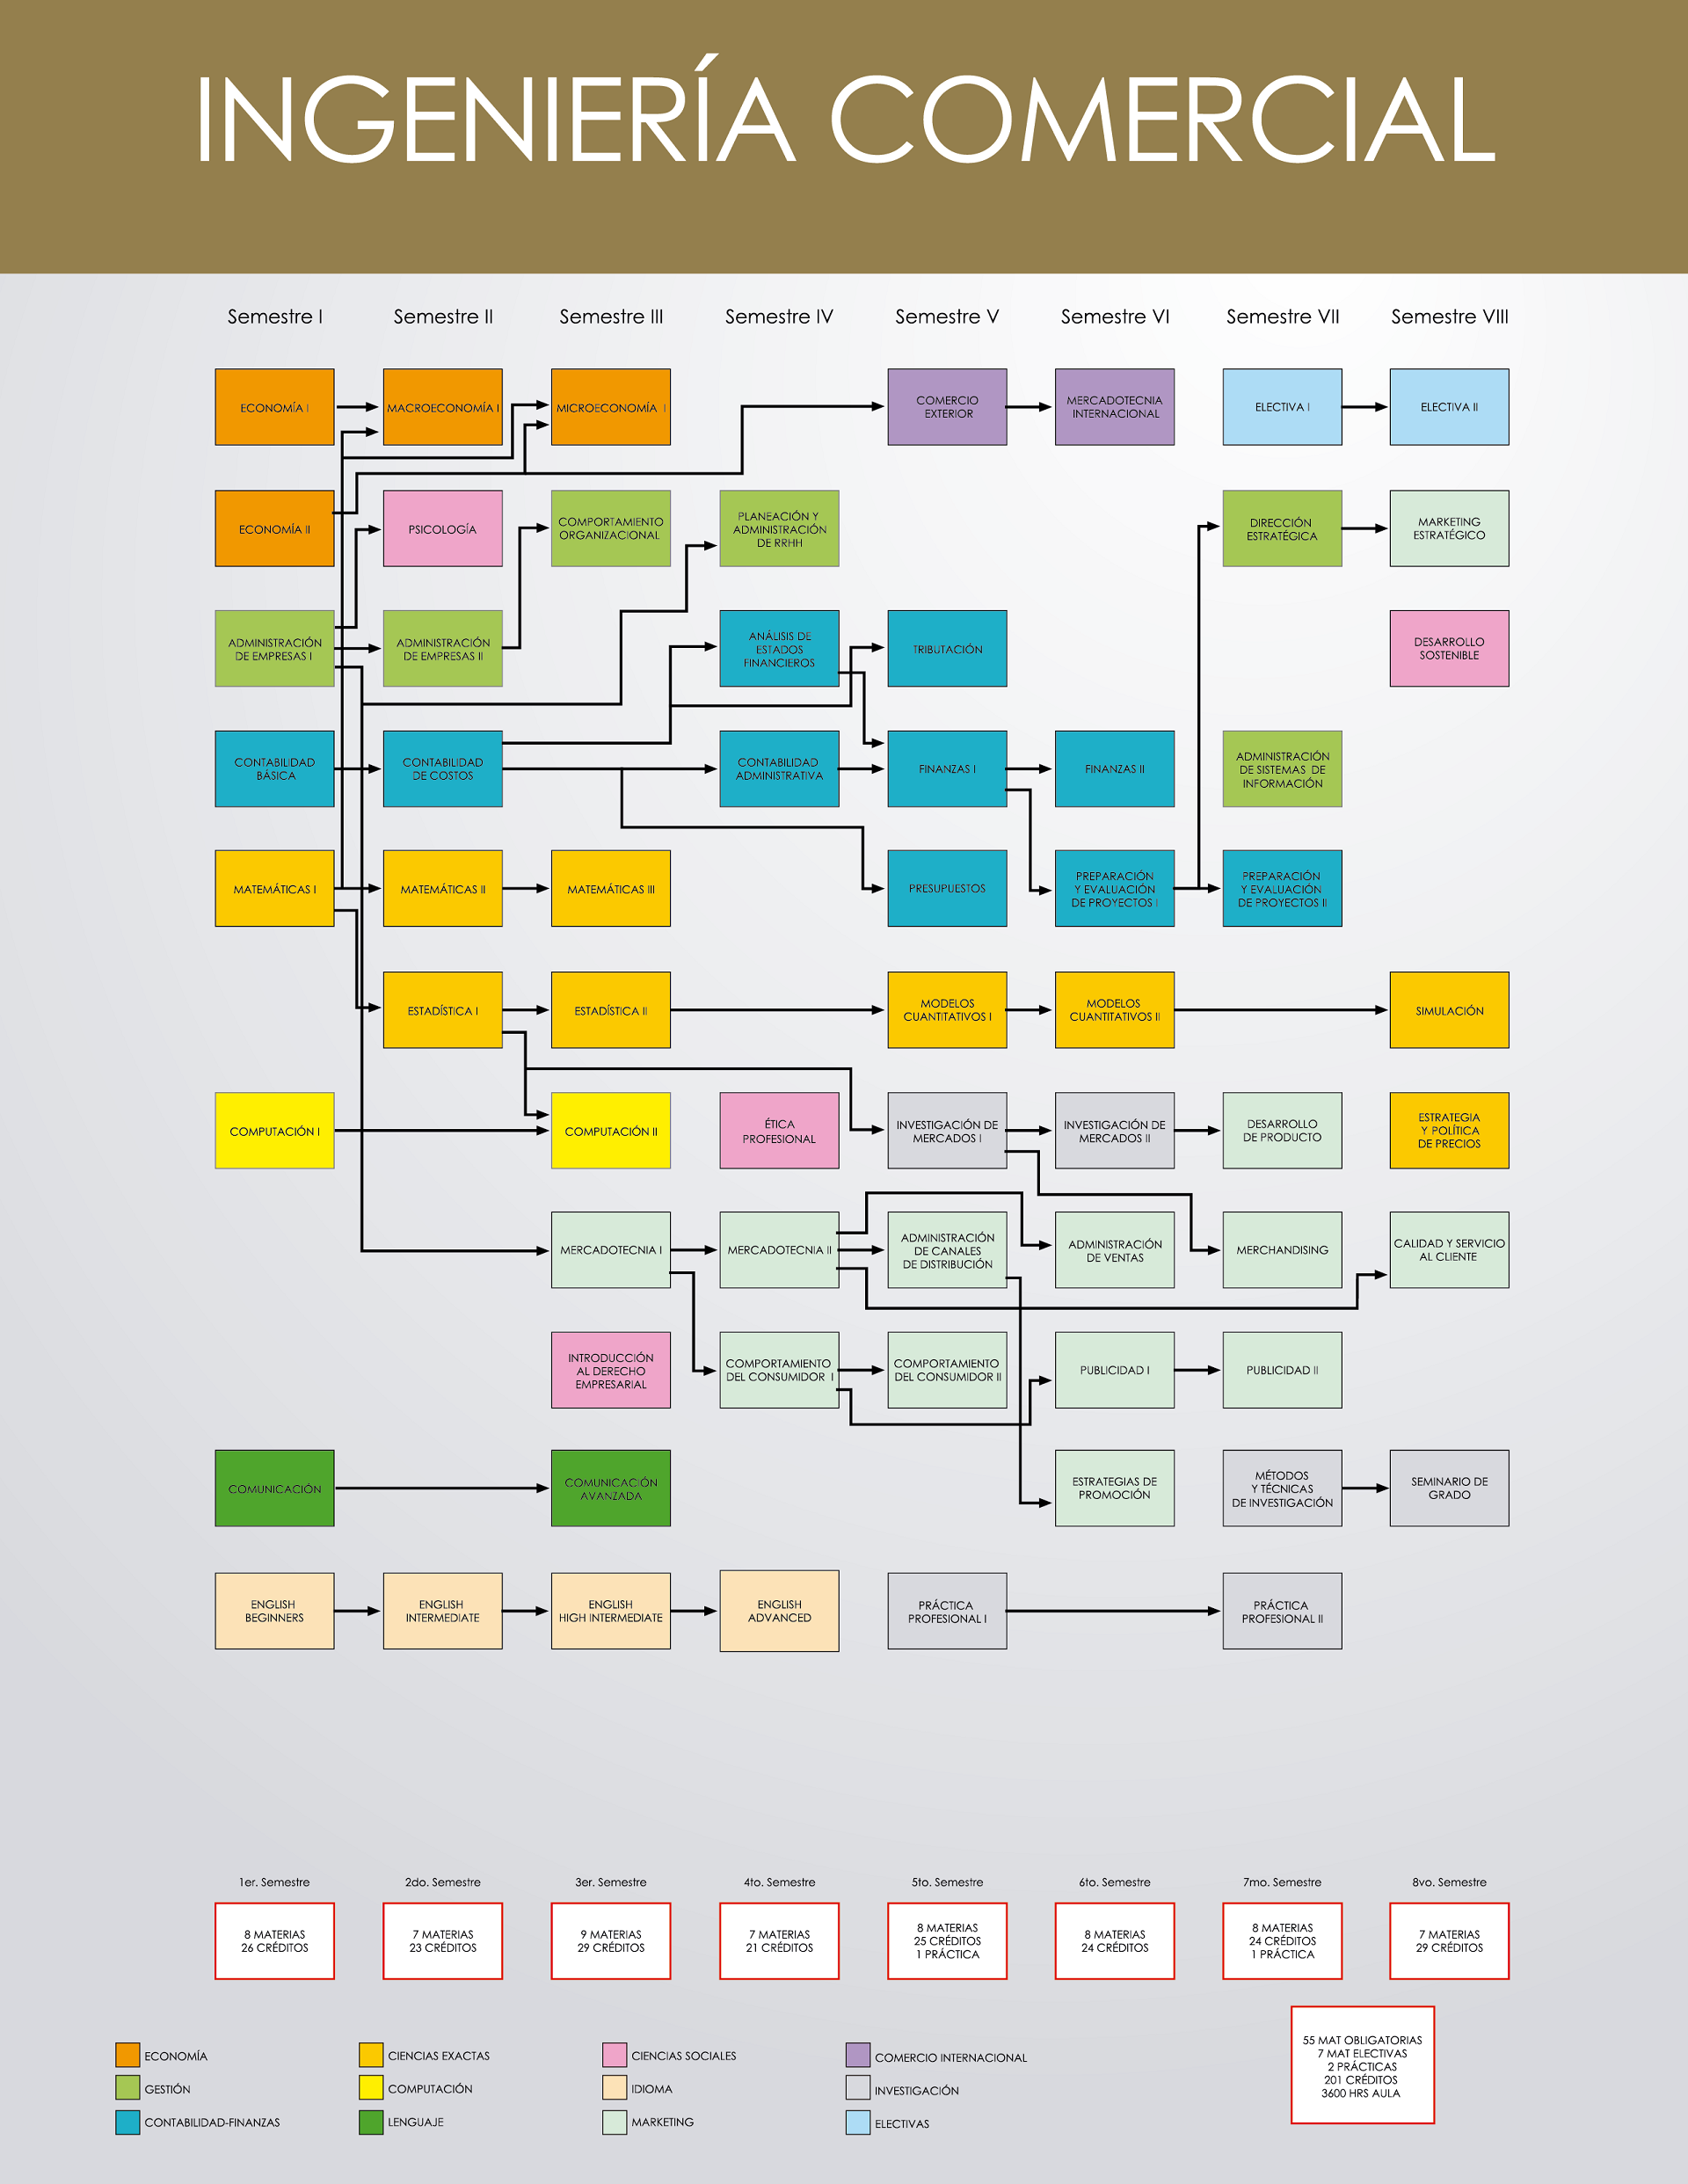 INGENIERÍA COMERCIAL
Semestre I
Semestre II
Semestre III
Semestre IV
Semestre V
Semestre VI
Semestre VII
Semestre VIII
ECONOMÍA I
MACROECONOMÍA I
MICROECONOMÍA I
COMERCIO
EXTERIOR
MERCADOTECNIA
INTERNACIONAL
ELECTIVA I
ELECTIVA II
ECONOMÍA II
PSICOLOGÍA
COMPORTAMIENTO
ORGANIZACIONAL
PLANEACIÓN Y
ADMINISTRACIÓN
DE RRHH
DIRECCIÓN
ESTRATÉGICA
MARKETING
ESTRATÉGICO
ADMINISTRACIÓN
DE EMPRESAS I
ADMINISTRACIÓN
DE EMPRESAS II
ANÁLISIS DE
ESTADOS
FINANCIEROS
TRIBUTACIÓN
DESARROLLO
SOSTENIBLE
CONTABILIDAD
BÁSICA
CONTABILIDAD
DE COSTOS
CONTABILIDAD
ADMINISTRATIVA
FINANZAS I
FINANZAS II
ADMINISTRACIÓN
DE SISTEMAS DE
INFORMACIÓN
MATEMÁTICAS I
MATEMÁTICAS II
MATEMÁTICAS III
PRESUPUESTOS
PREPARACIÓN
Y EVALUACIÓN
DE PROYECTOS I
PREPARACIÓN
Y EVALUACIÓN
DE PROYECTOS II
ESTADÍSTICA I
ESTADÍSTICA II
MODELOS
CUANTITATIVOS I
MODELOS
CUANTITATIVOS II
SIMULACIÓN
COMPUTACIÓN I
COMPUTACIÓN II
ÉTICA
PROFESIONAL
INVESTIGACIÓN DE
MERCADOS I
INVESTIGACIÓN DE
MERCADOS II
DESARROLLO
DE PRODUCTO
ESTRATEGIA
Y POLÍTICA
DE PRECIOS
MERCADOTECNIA I
MERCADOTECNIA II
ADMINISTRACIÓN
DE CANALES
DE DISTRIBUCIÓN
ADMINISTRACIÓN
DE VENTAS
MERCHANDISING
CALIDAD Y SERVICIO
AL CLIENTE
INTRODUCCIÓN
AL DERECHO
EMPRESARIAL
COMPORTAMIENTO
DEL CONSUMIDOR I
COMPORTAMIENTO
DEL CONSUMIDOR II
PUBLICIDAD I
PUBLICIDAD II
COMUNICACIÓN
COMUNICACIÓN
AVANZADA
ESTRATEGIAS DE
PROMOCIÓN
MÉTODOS
Y TÉCNICAS
DE INVESTIGACIÓN
SEMINARIO DE
GRADO
ENGLISH
BEGINNERS
ENGLISH
INTERMEDIATE
ENGLISH
HIGH INTERMEDIATE
ENGLISH
ADVANCED
PRÁCTICA
PROFESIONAL I
PRÁCTICA
PROFESIONAL II
1er. Semestre
2do. Semestre
3er. Semestre
4to. Semestre
5to. Semestre
6to. Semestre
7mo. Semestre
8vo. Semestre
8 MATERIAS
26 CRÉDITOS
7 MATERIAS
23 CRÉDITOS
9 MATERIAS
29 CRÉDITOS
7 MATERIAS
21 CRÉDITOS
8 MATERIAS
25 CRÉDITOS
1 PRÁCTICA
8 MATERIAS
24 CRÉDITOS
8 MATERIAS
24 CRÉDITOS
1 PRÁCTICA
7 MATERIAS
29 CRÉDITOS
55 MAT OBLIGATORIAS
7 MAT ELECTIVAS
2 PRÁCTICAS
201 CRÉDITOS
3600 HRS AULA
ECONOMÍA
CIENCIAS EXACTAS
CIENCIAS SOCIALES
COMERCIO INTERNACIONAL
GESTIÓN
COMPUTACIÓN
IDIOMA
INVESTIGACIÓN
CONTABILIDAD-FINANZAS
LENGUAJE
MARKETING
ELECTIVAS